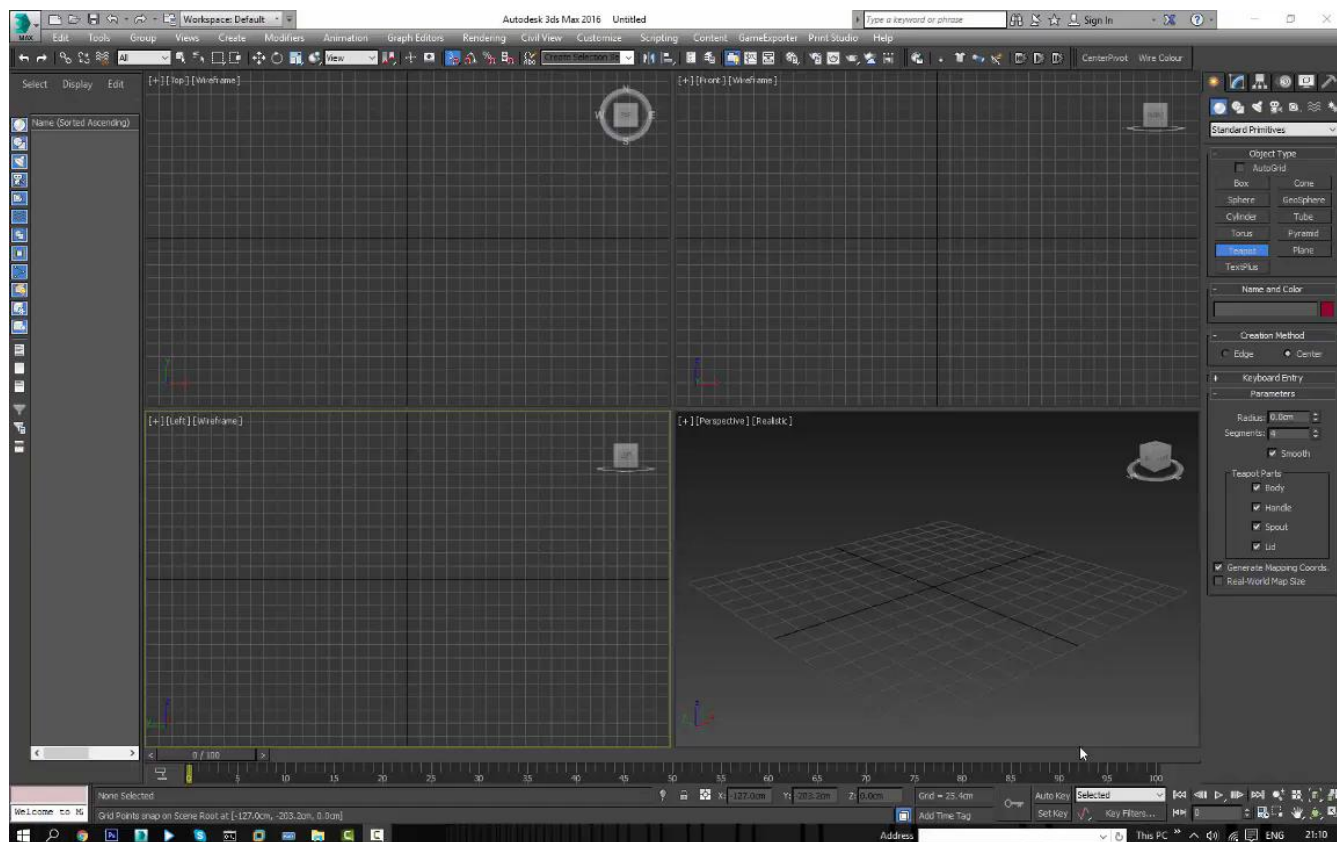 Workspace: Default
Autodesk 3ds Max 2016 Untitled
Type a keyword or phrase
Sign In
MAX
Edit Tools Group Views Create Modifiers Animation Graph Editors Rendering Civil View Customize Scripting Content GameExporter Print Studio Help
All
View
Create Selection Se
CenterPivot Wire Colour
Select Display Edit
Name (Sorted Ascending)
[+][Top][Wireframe]
N
W
E
S
[+][Front][Wireframe]
[+][Left][Wireframe]
[+][Perspective][Realistic]
Standard Primitives
Object Type
AutoGrid
Box Cone
Sphere GeoSphere
Cylinder Tube
Torus Pyramid
Teapot Plane
TextPlus
Name and Color
Creation Method
Edge Center
Keyboard Entry
Parameters
Radius: 0.0cm
Segments: 4
Smooth
Teapot Parts
Body
Handle
Spout
Lid
Generate Mapping Coords.
Real-World Map Size
0 / 100
0 5 10 15 20 25 30 35 40 45 50 55 60 65 70 75 80 85 90 95 100
None Selected
X: -127.0cm Y: -203.2cm Z: 0.0cm
Grid = 25.4cm
Auto Key Selected
Welcome to M
Grid Points snap on Scene Root at [-127.0cm, -203.2cm, 0.0cm]
Add Time Tag
Set Key Key Filters...
0
Address
This PC
ENG 21:10